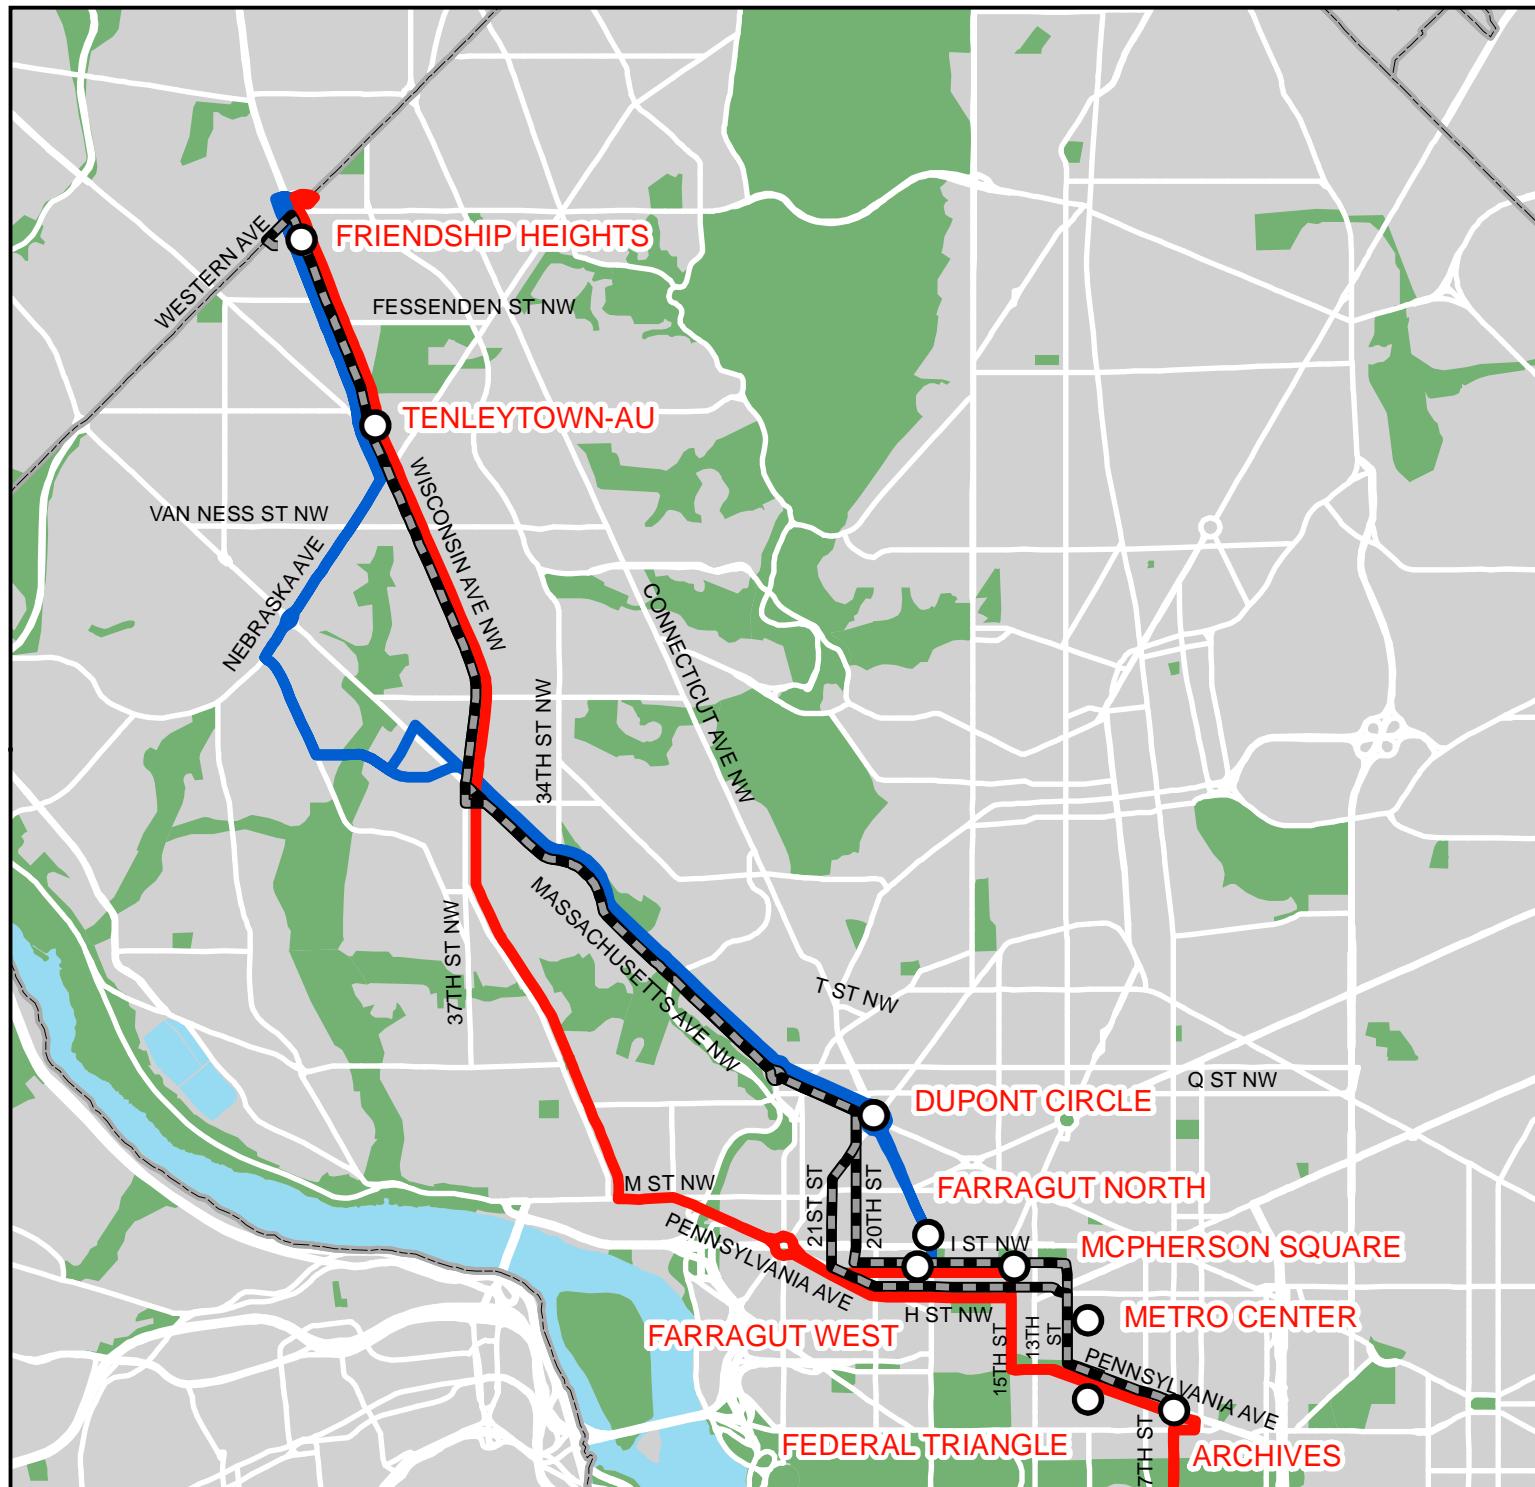 FRIENDSHIP HEIGHTS
WESTERN AVE
FESSENDEN ST NW
TENLEYTOWN-AU
WISCONSIN AVE NW
VAN NESS ST NW
NEBRASKA AVE
CONNECTICUT AVE NW
34TH ST NW
MASSACHUSETTS AVE NW
37TH ST NW
T ST NW
Q ST NW
DUPONT CIRCLE
M ST NW
21ST ST
20TH ST
FARRAGUT NORTH
I ST NW
MCPHERSON SQUARE
PENNSYLVANIA AVE
H ST NW
METRO CENTER
FARRAGUT WEST
15TH ST
13TH
ST
PENNSYLVANIA AVE
FEDERAL TRIANGLE
7TH ST
ARCHIVES